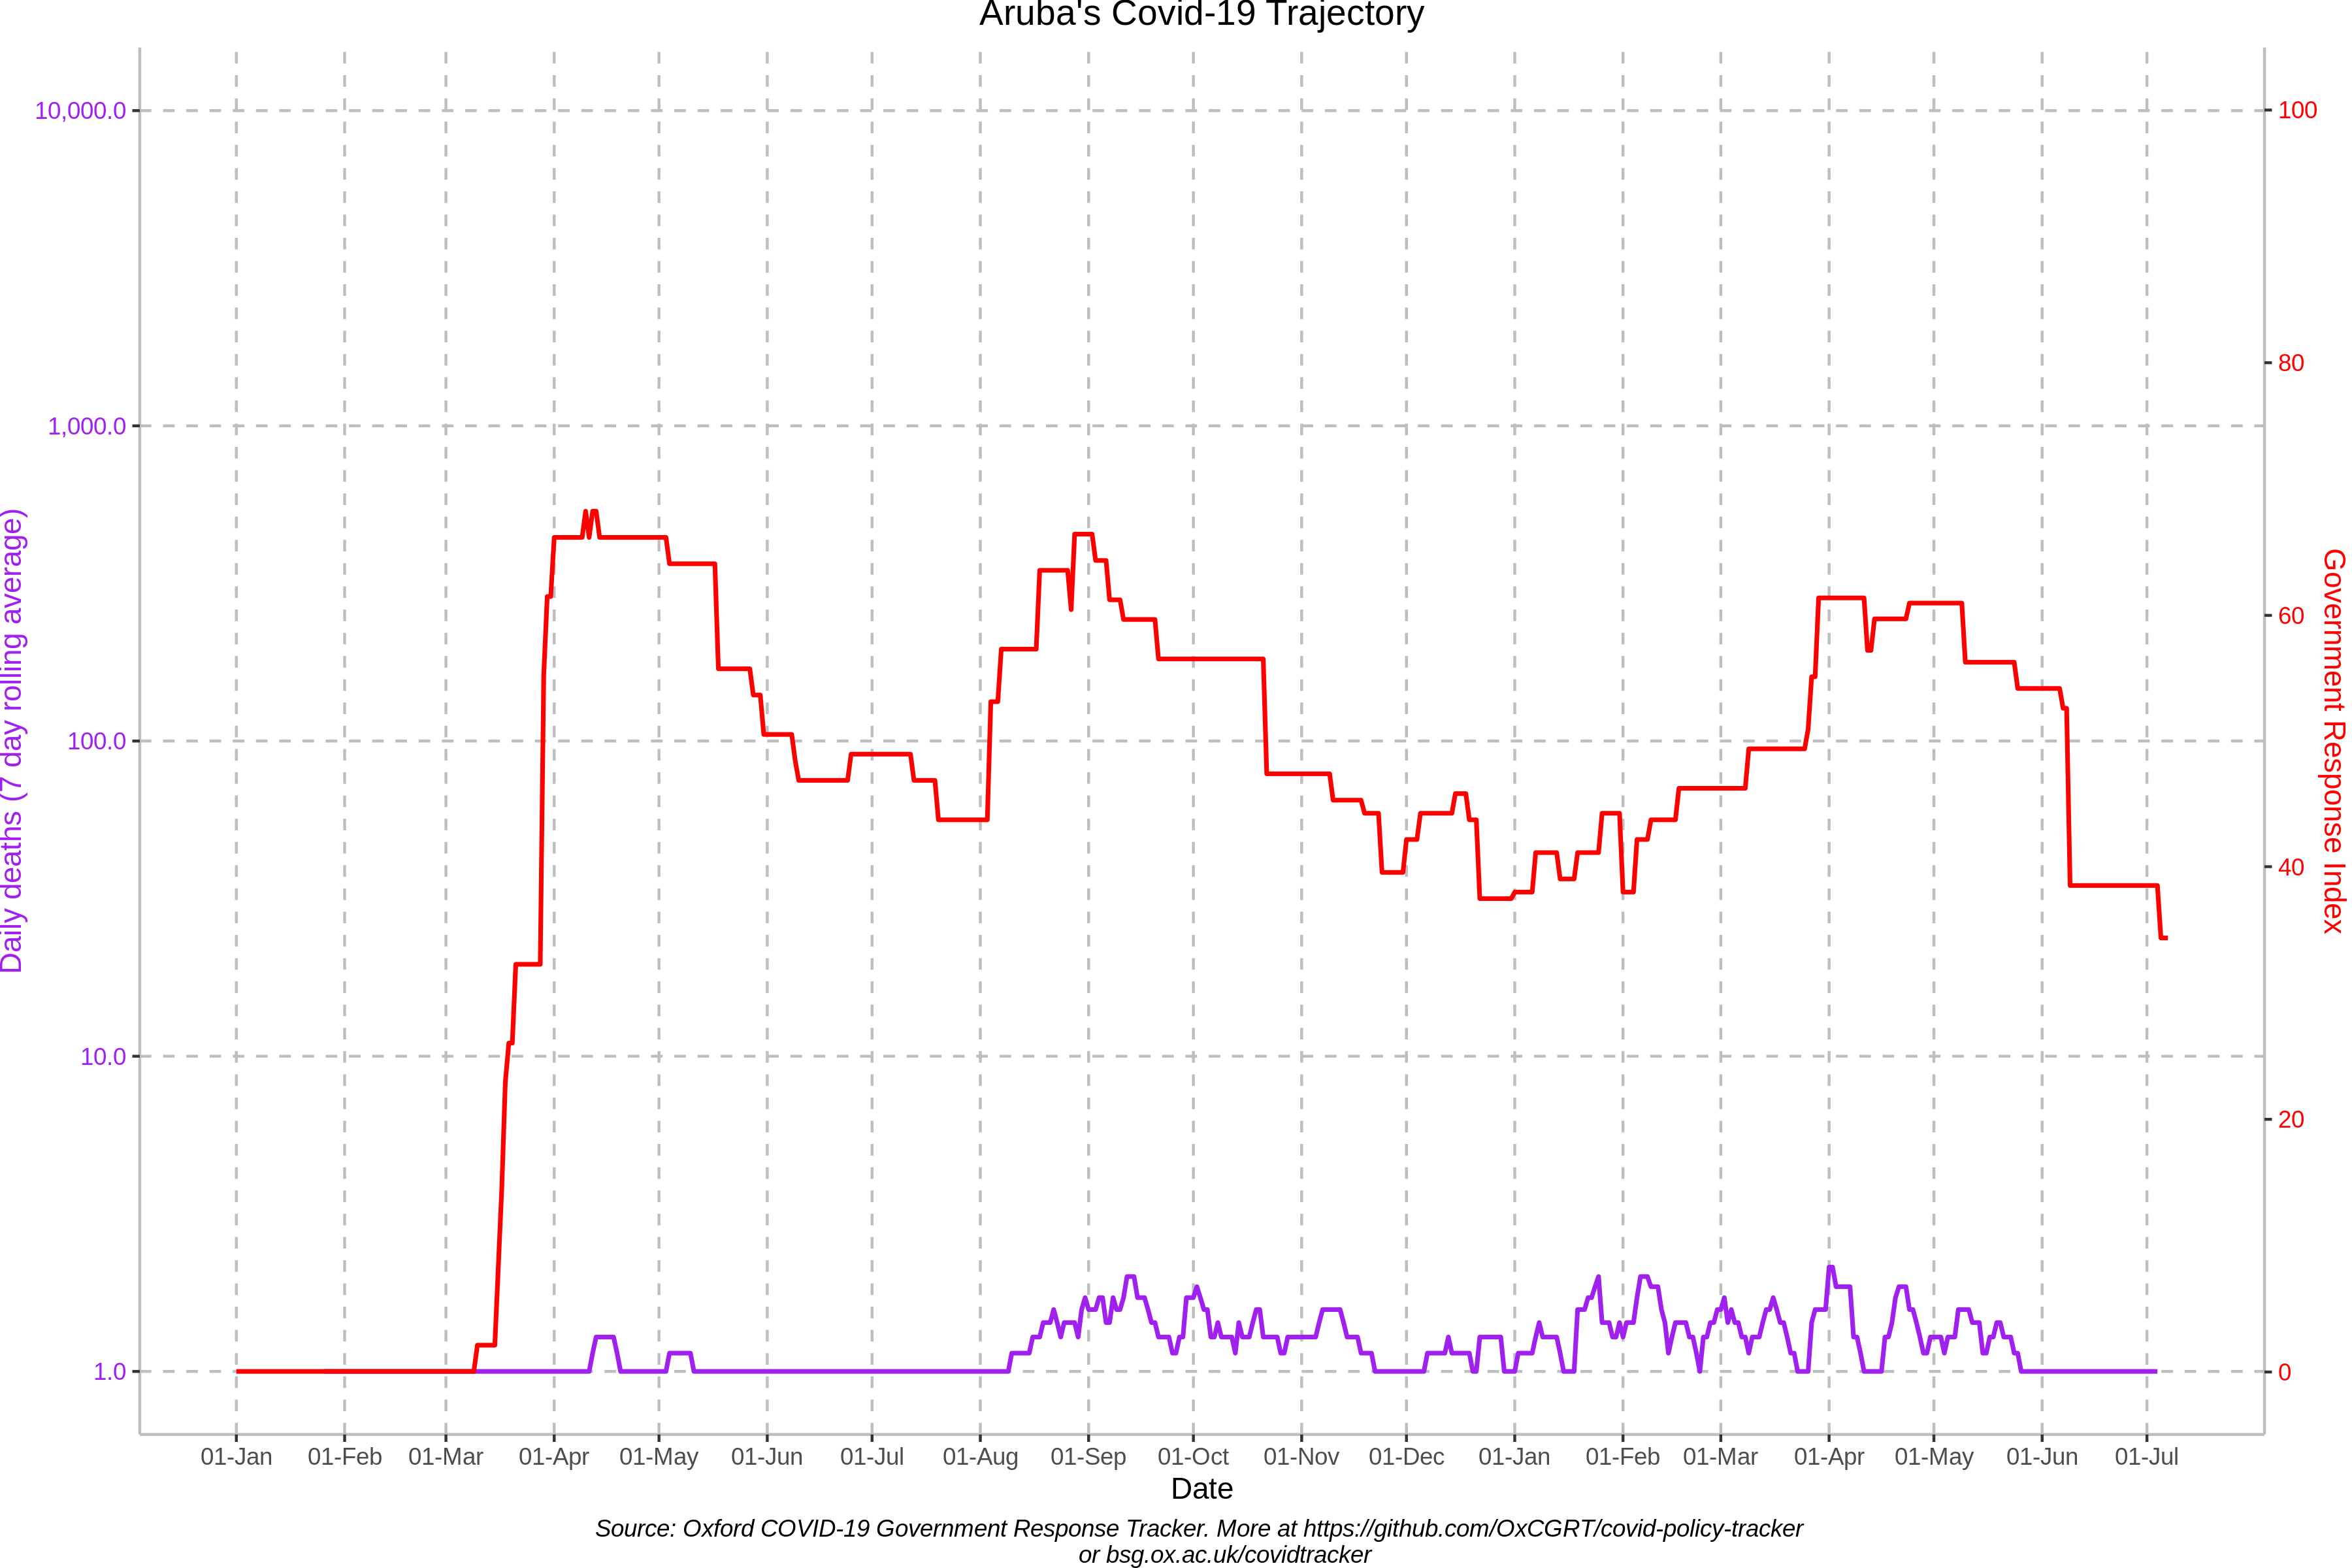 Aruba's Covid-19 Trajectory
10,000.0
1,000.0
100.0
10.0
1.0
Daily deaths (7 day rolling average)
100
80
60
40
20
0
Government Response Index
01-Jan 01-Feb 01-Mar 01-Apr 01-May 01-Jun 01-Jul 01-Aug 01-Sep 01-Oct 01-Nov 01-Dec 01-Jan 01-Feb 01-Mar 01-Apr 01-May 01-Jun 01-Jul
Date
Source: Oxford COVID-19 Government Response Tracker. More at https://github.com/OxCGRT/covid-policy-tracker
or bsg.ox.ac.uk/covidtracker